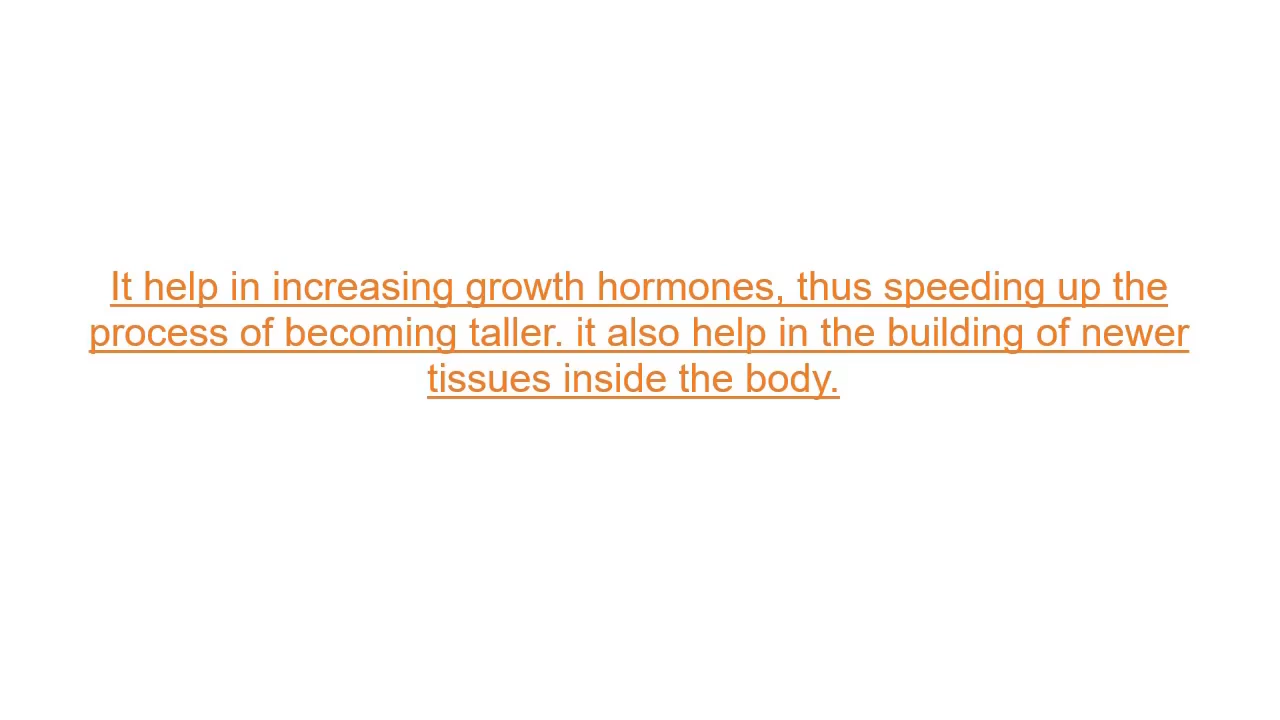 It help in increasing growth hormones, thus speeding up the
process of becoming taller. it also help in the building of newer
tissues inside the body.